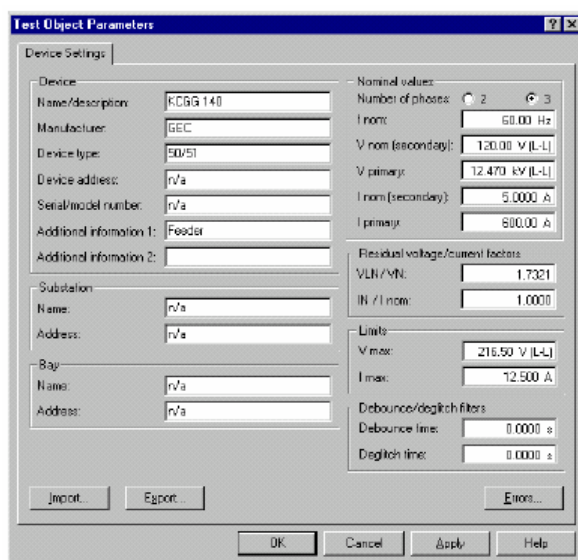 Test Object Parameters
Device Settings
Device
Name/description: KCGG 140
Manufacturer: GEC
Device type: 50/51
Device address: n/a
Serial/model number: n/a
Additional information 1: Feeder
Additional information 2:
Substation
Name: n/a
Address: n/a
Bay
Name: n/a
Address: n/a
Nominal values
Number of phases: 2 3
f nom: 60.00 Hz
V nom (secondary): 120.00 V (L-L)
V primary: 12.470 kV (L-L)
I nom (secondary): 5.0000 A
I primary: 600.00 A
Residual voltage/current factors
VLN / VN: 1.7321
IN / I nom: 1.0000
Limits
V max: 216.50 V (L-L)
I max: 12.500 A
Debounce/deglitch filters
Debounce time: 0.0000 s
Deglitch time: 0.0000 s
Import... Export... Errors...
OK Cancel Apply Help